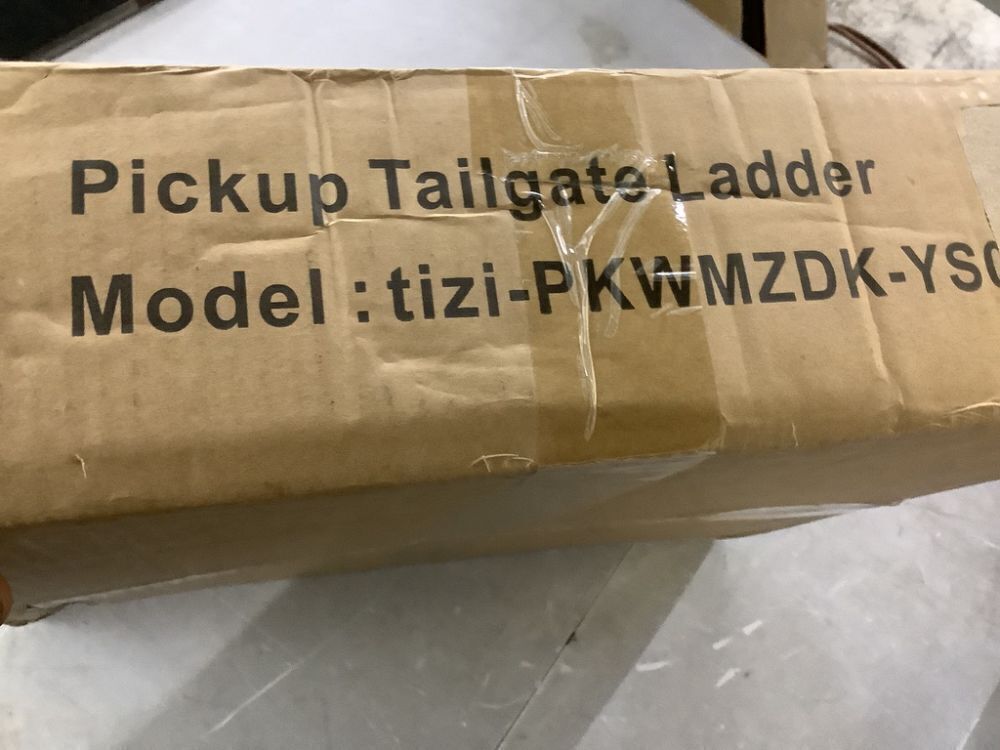 Pickup Tailgate Ladder
Model : tizi-PKWMZDK-YS